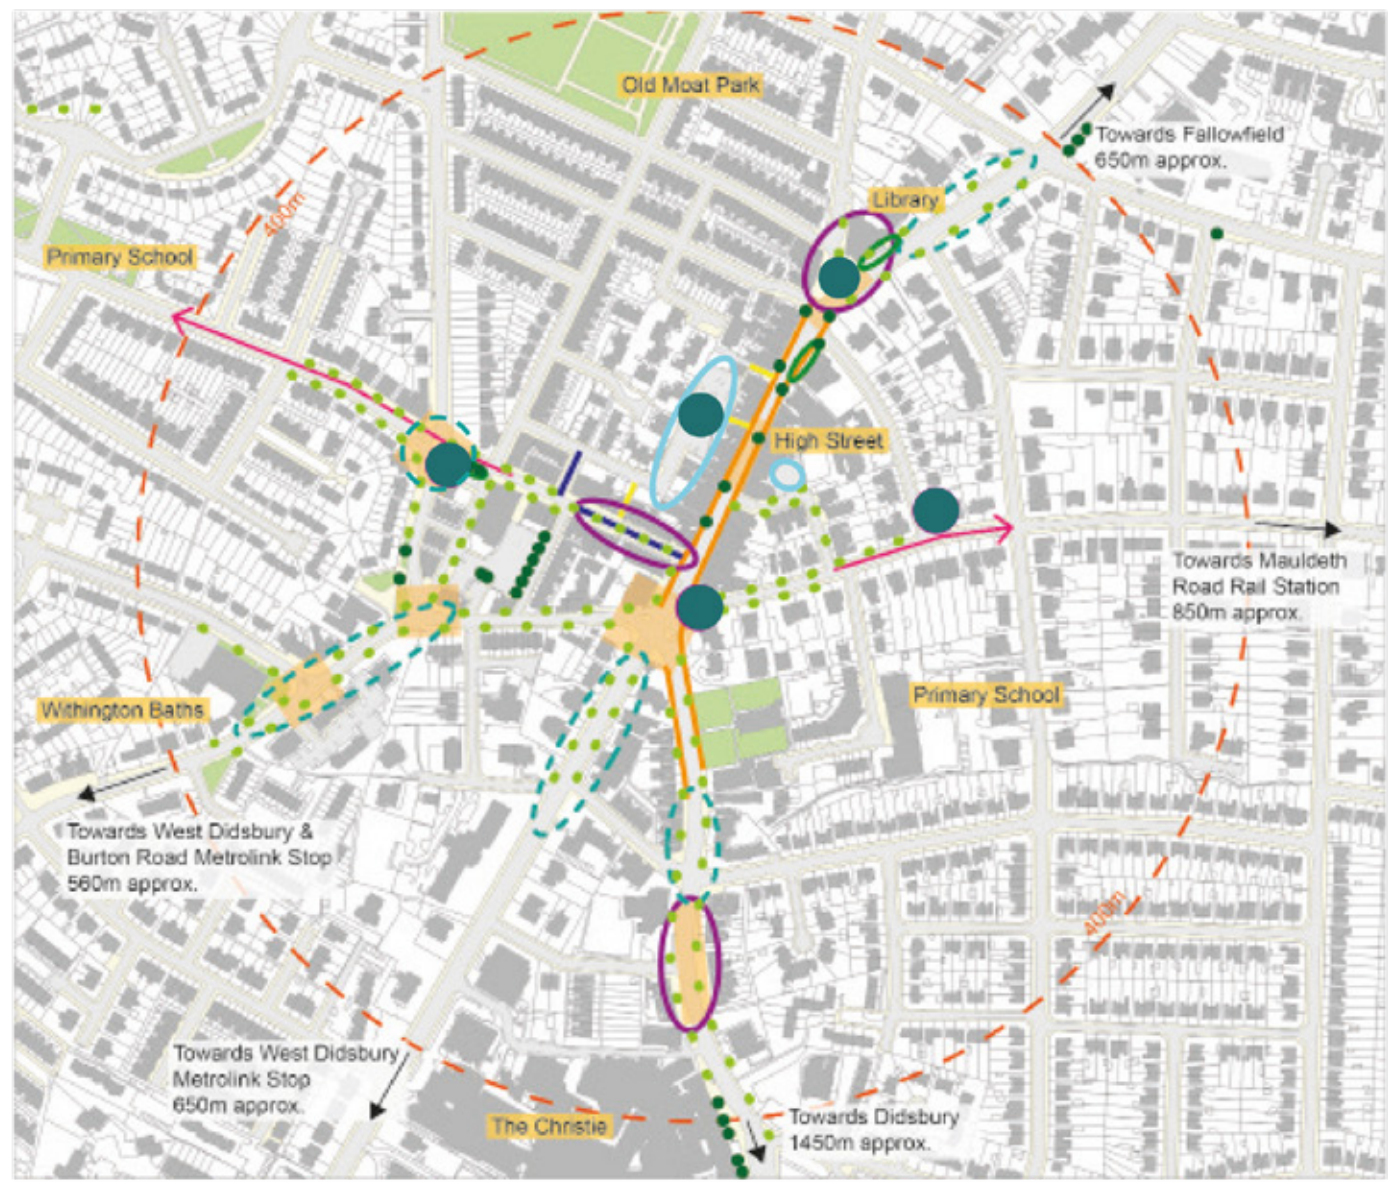 Old Moat Park
Towards Fallowfield
650m approx.
Library
400m
Primary School
High Street
Towards Mauldeth
Road Rail Station
850m approx.
Primary School
Withington Baths
Towards West Didsbury &
Burton Road Metrolink Stop
560m approx.
400m
Towards West Didsbury
Metrolink Stop
650m approx.
The Christie
Towards Didsbury
1450m approx.